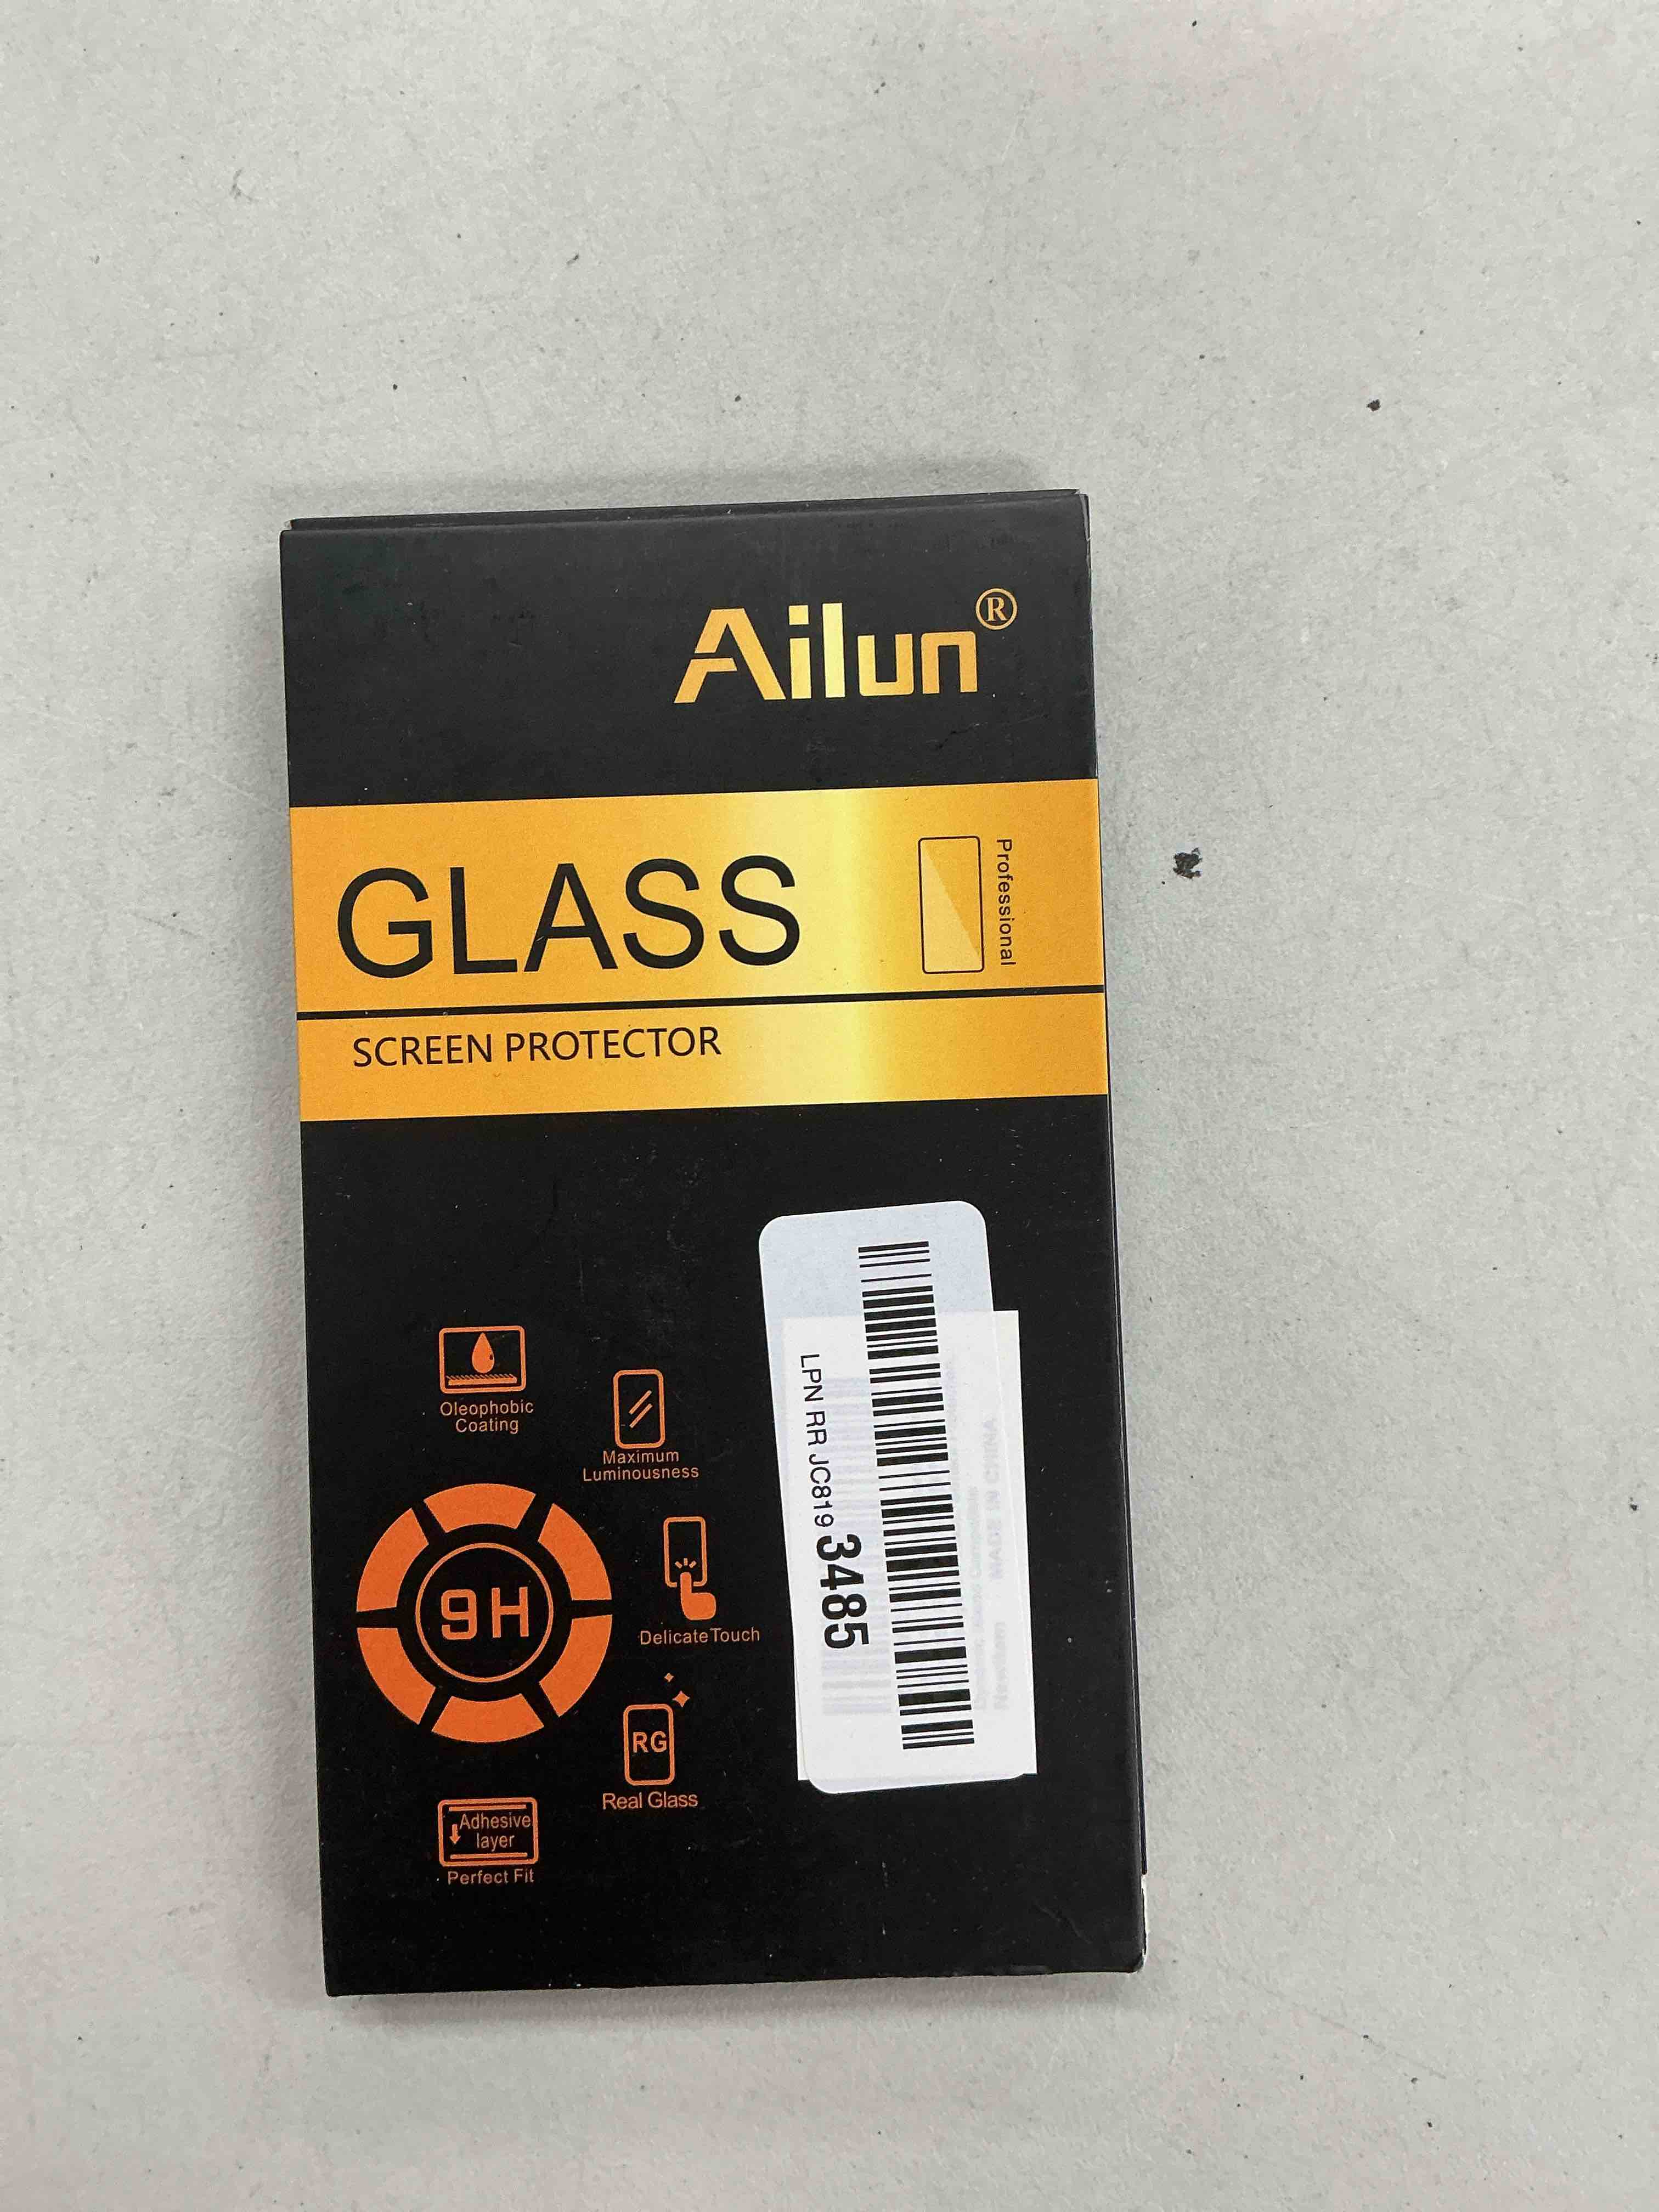 Ailun®
GLASS
Professional
SCREEN PROTECTOR
Oleophobic
Coating
Maximum
Luminousness
9H
Delicate Touch
RG
Real Glass
Adhesive
layer
Perfect Fit
LPN RR JC819 3485
MADE IN CHINA